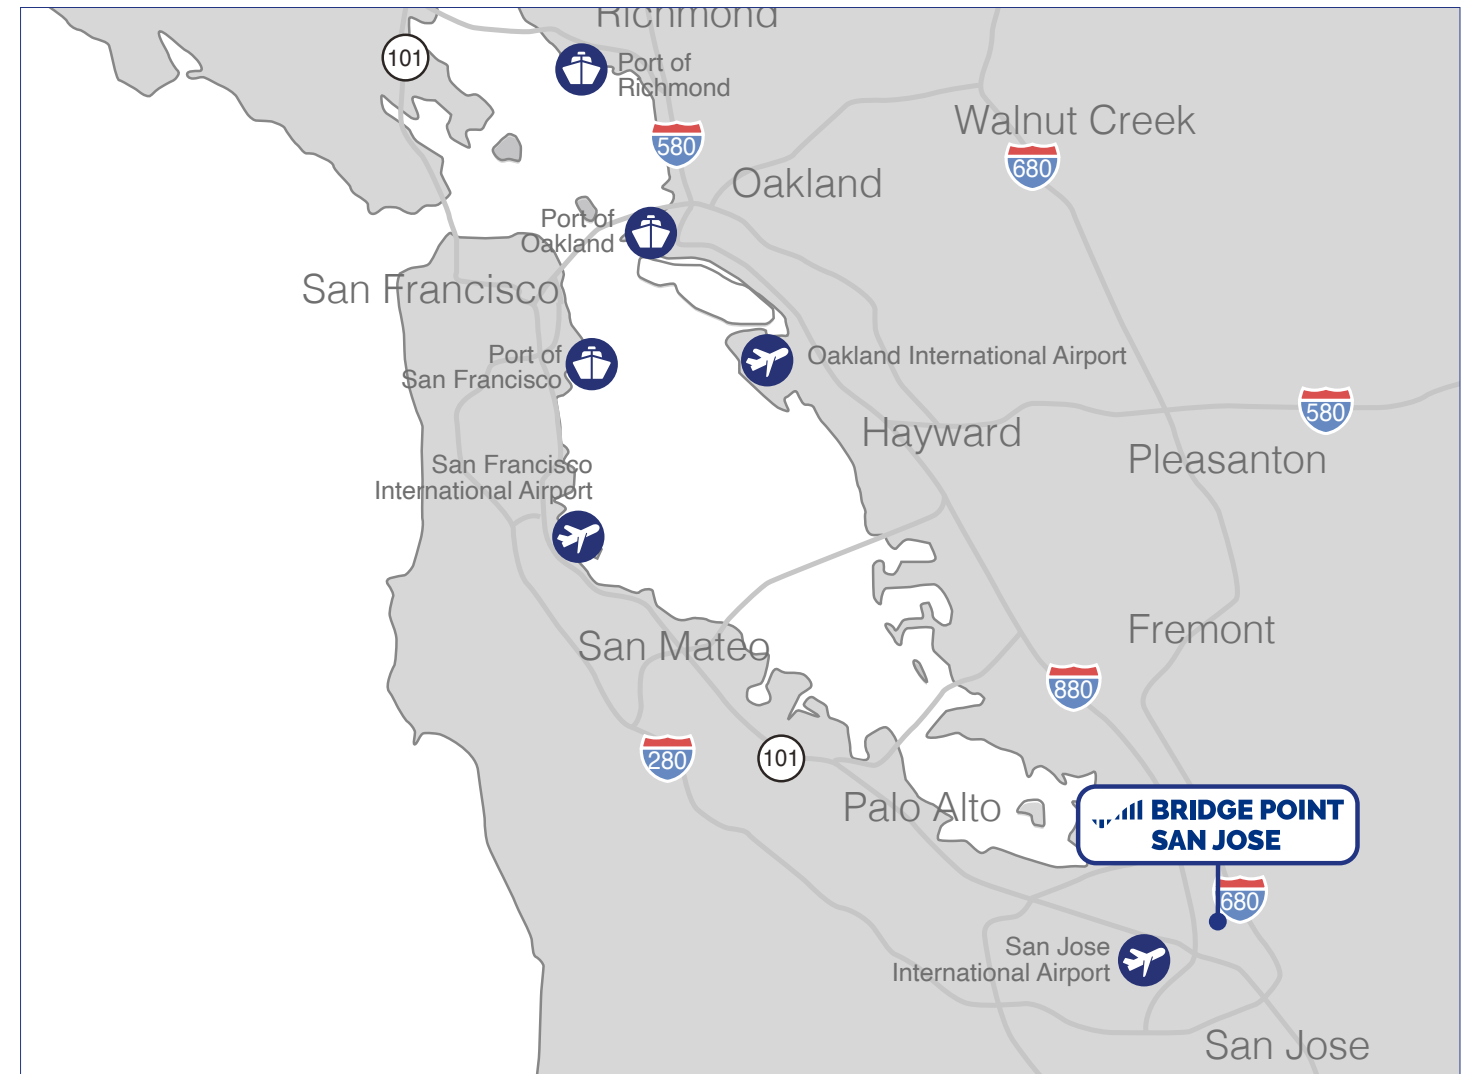 Richmond
101
Port of
Richmond
Walnut Creek
580
680
Oakland
Port of
Oakland
San Francisco
Port of
San Francisco
Oakland International Airport
580
Hayward
Pleasanton
San Francisco
International Airport
Fremont
San Mateo
880
280
101
Palo Alto
BRIDGE POINT
SAN JOSE
680
San Jose
International Airport
San Jose